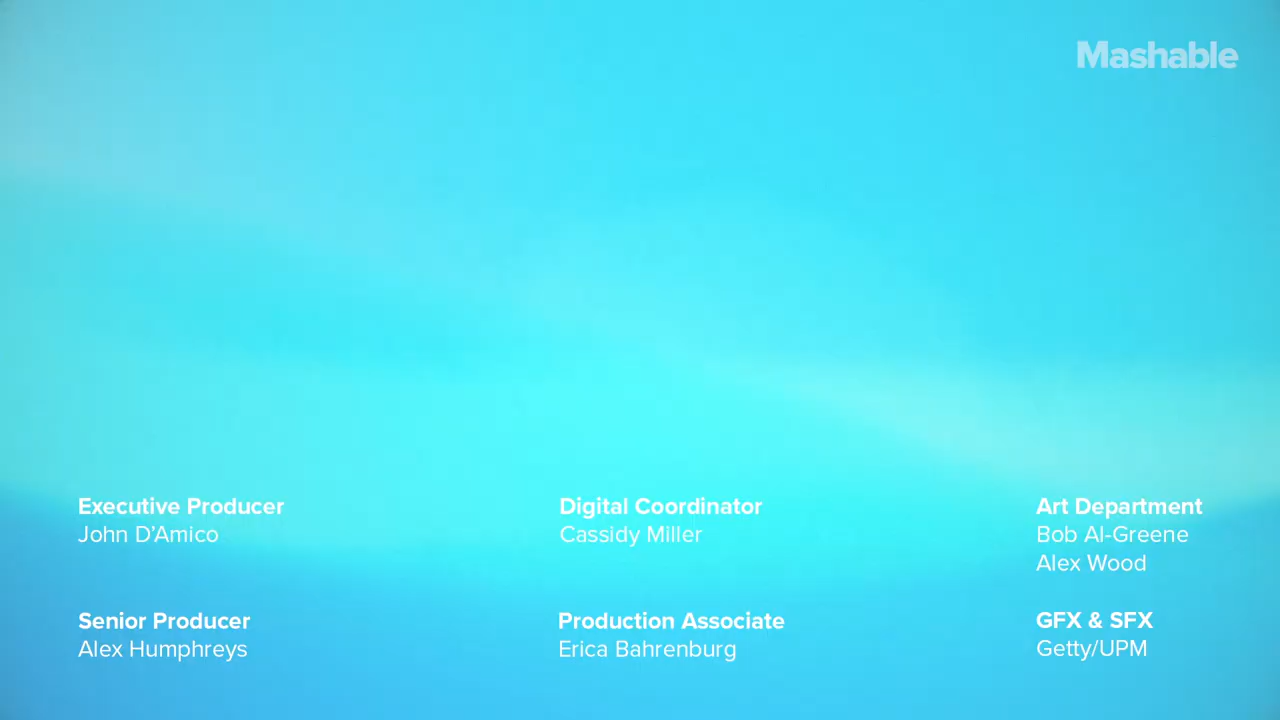 Mashable
Executive Producer
John D’Amico
Digital Coordinator
Cassidy Miller
Art Department
Bob Al-Greene
Alex Wood
Senior Producer
Alex Humphreys
Production Associate
Erica Bahrenburg
GFX & SFX
Getty/UPM